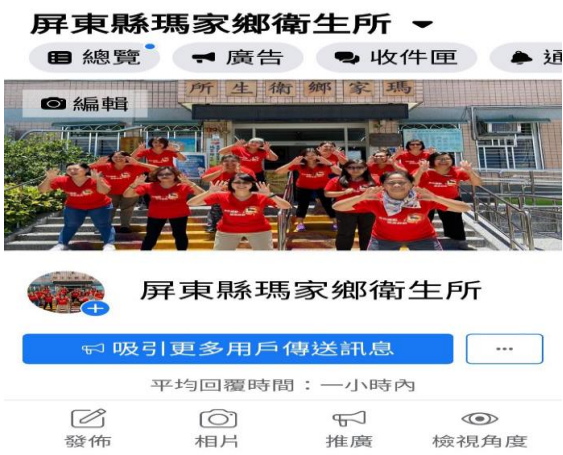 屏東縣瑪家鄉衛生所
總覽 廣告 收件匣 通
所生衛鄉家瑪
編輯
屏東縣瑪家鄉衛生所
吸引更多用戶傳送訊息 ...
平均回覆時間：一小時內
發佈 相片 推廣 檢視角度